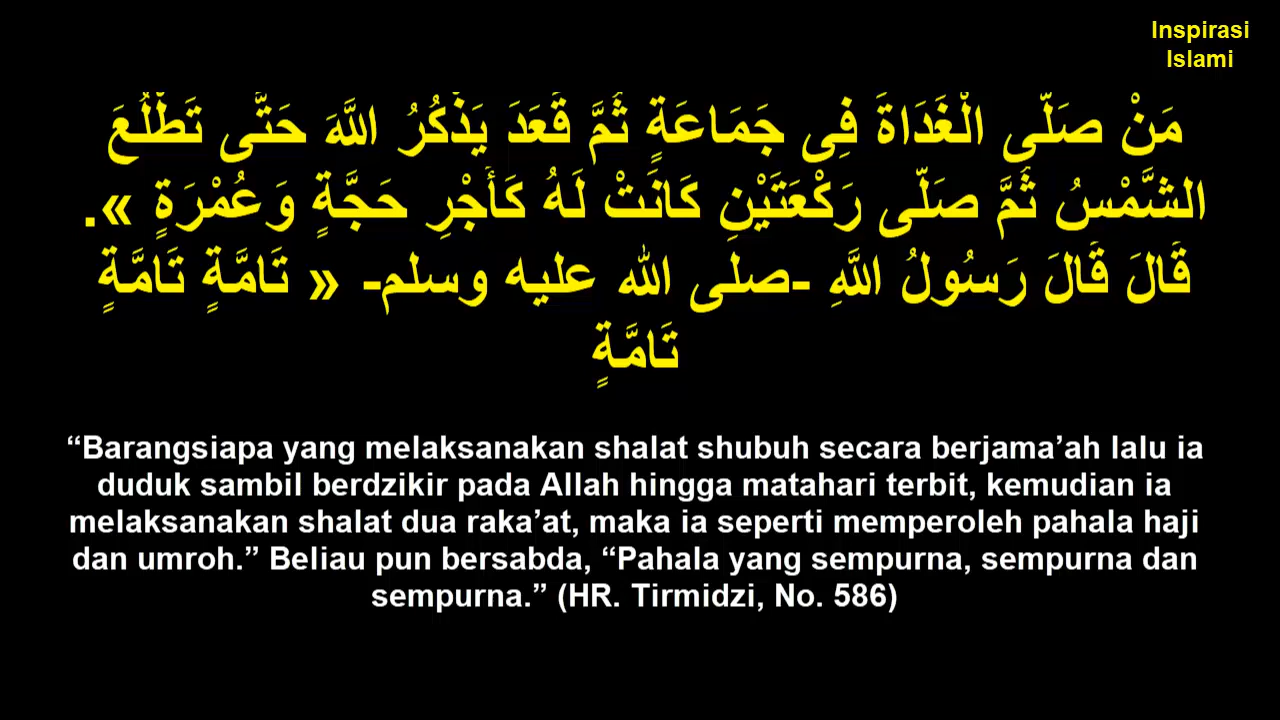 Inspirasi
Islami
مَنْ صَلَّى الْغَدَاةَ فِى جَمَاعَةٍ ثُمَّ قَعَدَ يَذْكُرُ اللَّهَ حَتَّى تَطْلُعَ
الشَّمْسُ ثُمَّ صَلَّى رَكْعَتَيْنِ كَانَتْ لَهُ كَأَجْرِ حَجَّةٍ وَعُمْرَةٍ ».
قَالَ قَالَ رَسُولُ اللَّهِ -صلى الله عليه وسلم- « تَامَّةٍ تَامَّةٍ
تَامَّةٍ
“Barangsiapa yang melaksanakan shalat shubuh secara berjama’ah lalu ia
duduk sambil berdzikir pada Allah hingga matahari terbit, kemudian ia
melaksanakan shalat dua raka’at, maka ia seperti memperoleh pahala haji
dan umroh.” Beliau pun bersabda, “Pahala yang sempurna, sempurna dan
sempurna.” (HR. Tirmidzi, No. 586)